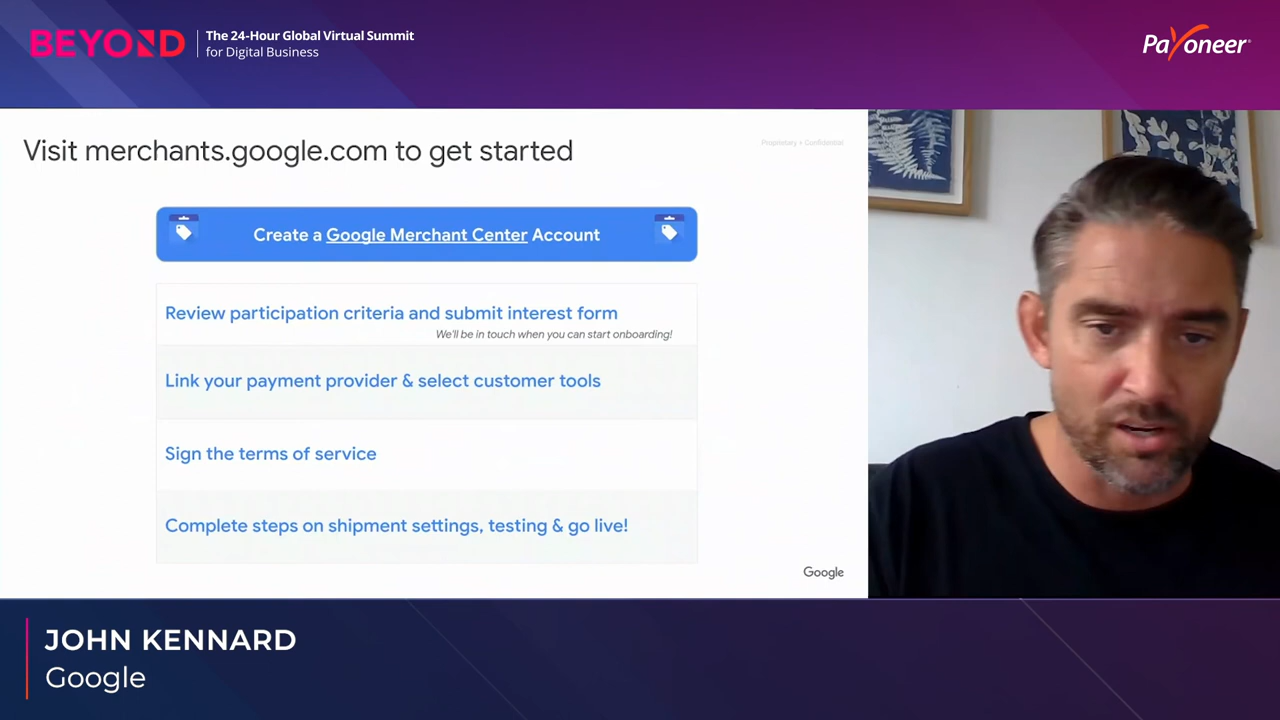 BEYOND
The 24-Hour Global Virtual Summit
for Digital Business
Payoneer
Visit merchants.google.com to get started
Proprietary + Confidential
Create a Google Merchant Center Account
Review participation criteria and submit interest form
We'll be in touch when you can start onboarding!
Link your payment provider & select customer tools
Sign the terms of service
Complete steps on shipment settings, testing & go live!
Google
JOHN KENNARD
Google